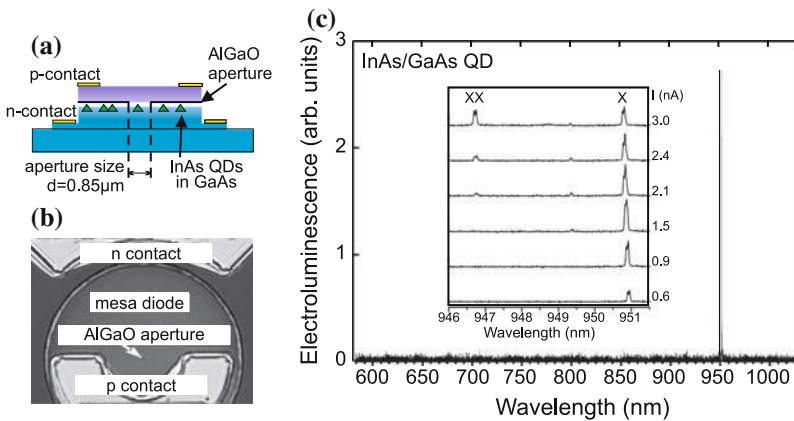 (a)
AlGaO
aperture
p-contact
n-contact
aperture size
d=0.85μm
InAs QDs
in GaAs
(b)
n contact
mesa diode
AlGaO aperture
p contact
(c)
Electroluminescence (arb. units)
3
2
1
0
InAs/GaAs QD
XX X I (nA)
3.0
2.4
2.1
1.5
0.9
0.6
946 947 948 949 950 951
Wavelength (nm)
600 650 700 750 800 850 900 950 1000
Wavelength (nm)